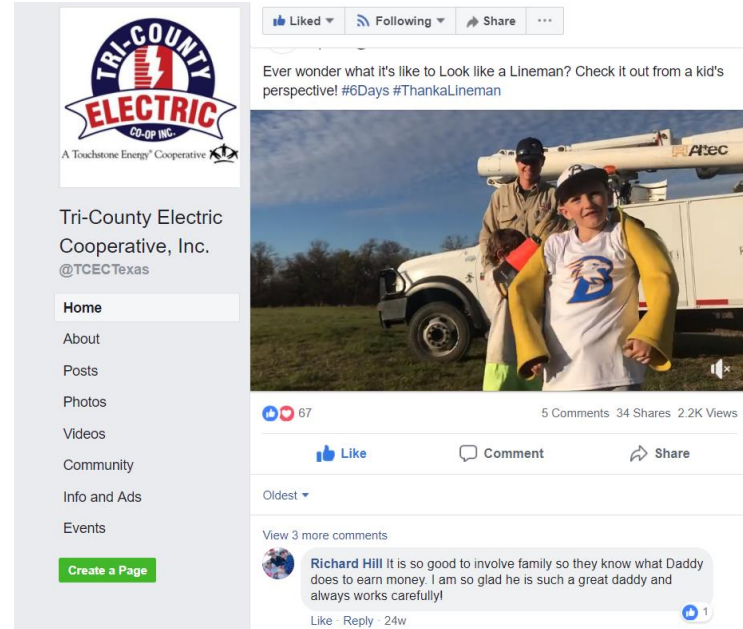 TRI-COUNTY
ELECTRIC
CO-OP INC.
A Touchstone Energy® Cooperative
Tri-County Electric
Cooperative, Inc.
@TCECTexas
Home
About
Posts
Photos
Videos
Community
Info and Ads
Events
Create a Page
Liked Following Share ...
Ever wonder what it's like to Look like a Lineman? Check it out from a kid's
perspective! #6Days #ThankaLineman
Altec
B
67 5 Comments 34 Shares 2.2K Views
Like Comment Share
Oldest
View 3 more comments
Richard Hill It is so good to involve family so they know what Daddy
does to earn money. I am so glad he is such a great daddy and
always works carefully!
1
Like · Reply · 24w